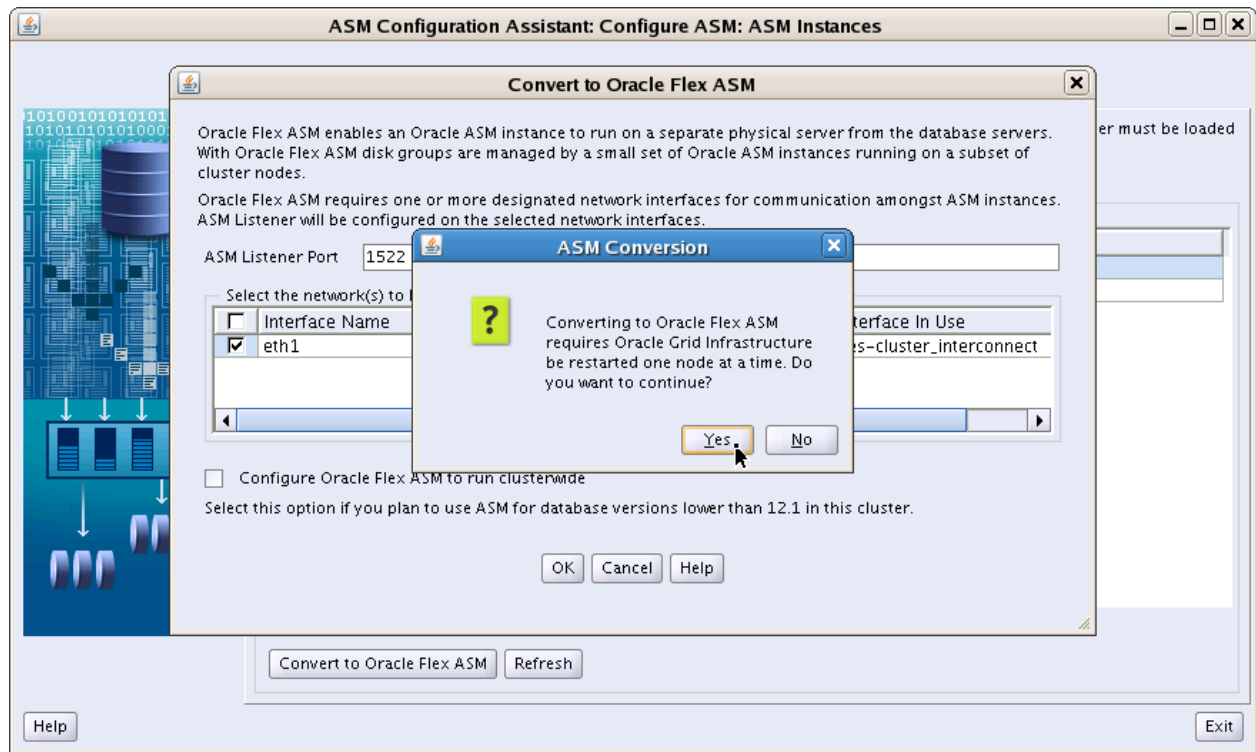 ASM Configuration Assistant: Configure ASM: ASM Instances
Convert to Oracle Flex ASM
Oracle Flex ASM enables an Oracle ASM instance to run on a separate physical server from the database servers.
With Oracle Flex ASM disk groups are managed by a small set of Oracle ASM instances running on a subset of
cluster nodes.
er must be loaded
Oracle Flex ASM requires one or more designated network interfaces for communication amongst ASM instances.
ASM Listener will be configured on the selected network interfaces.
ASM Listener Port 1522
ASM Conversion
Select the network(s) to
Interface Name
terface In Use
eth1
es-cluster_interconnect
?
Converting to Oracle Flex ASM
requires Oracle Grid Infrastructure
be restarted one node at a time. Do
you want to continue?
Yes No
Configure Oracle Flex ASM to run clusterwide
Select this option if you plan to use ASM for database versions lower than 12.1 in this cluster.
OK Cancel Help
Convert to Oracle Flex ASM Refresh
Help Exit